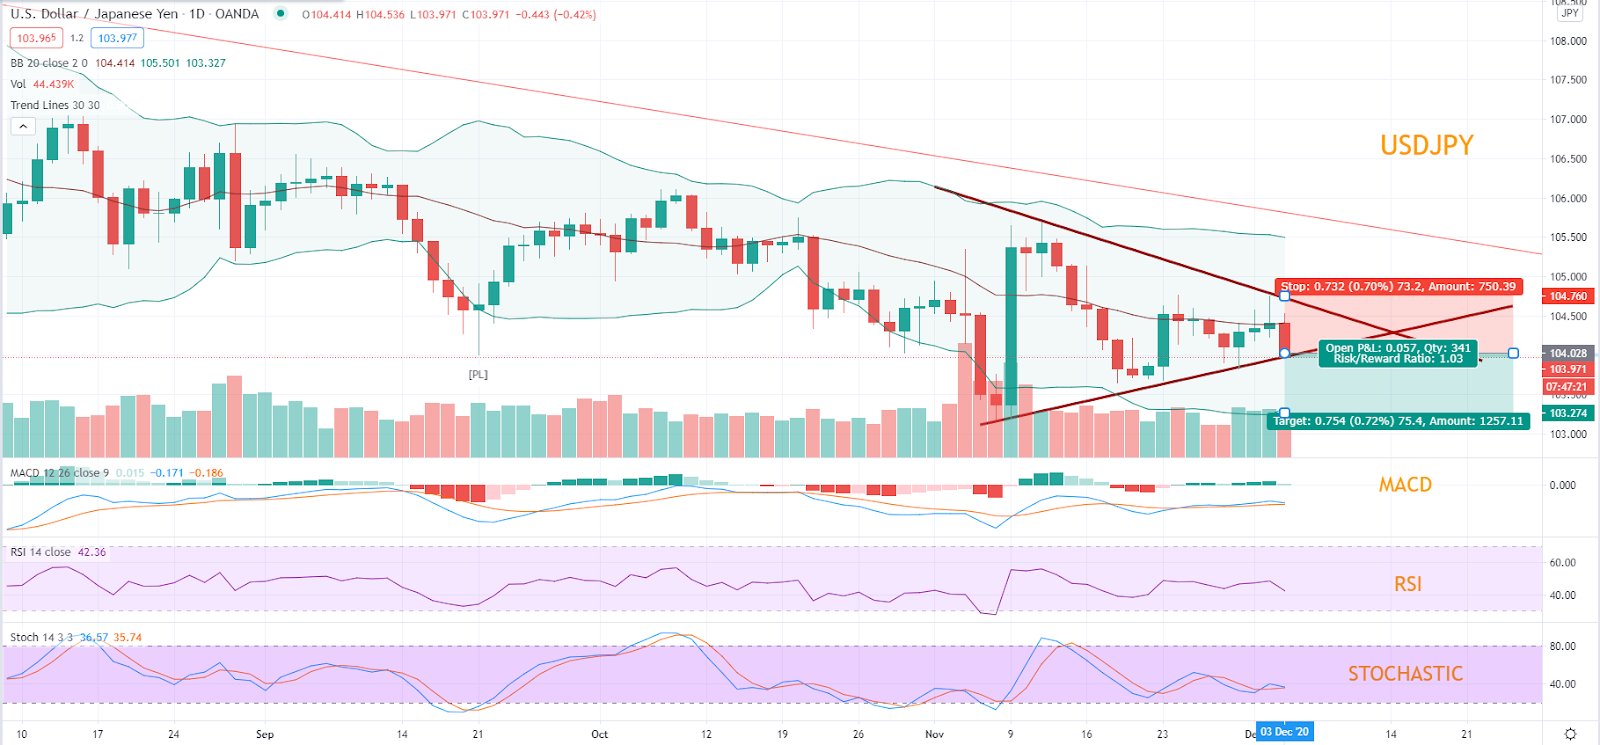 U.S. Dollar / Japanese Yen · 1D · OANDA O104.414 H104.536 L103.971 C103.971 −0.443 (−0.42%)
103.965 1.2 103.977
BB 20 close 2 0 104.414 105.501 103.327
Vol 44.439K
Trend Lines 30 30
JPY
108.000
107.500
107.000
USDJPY
106.500
106.000
105.500
105.000
Stop: 0.732 (0.70%) 73.2, Amount: 750.39
104.760
104.500
Open P&L: 0.057, Qty: 341
Risk/Reward Ratio: 1.03
104.028
103.971
07:47:21
[PL]
103.274
Target: 0.754 (0.72%) 75.4, Amount: 1257.11
103.000
MACD 12 26 close 9 0.015 −0.171 −0.186
MACD
0.000
RSI 14 close 42.36
60.00
RSI
40.00
Stoch 14 3 3 36.57 35.74
80.00
STOCHASTIC
40.00
10 17 24 Sep 14 21 Oct 12 19 26 Nov 9 16 23 03 Dec '20 14 21